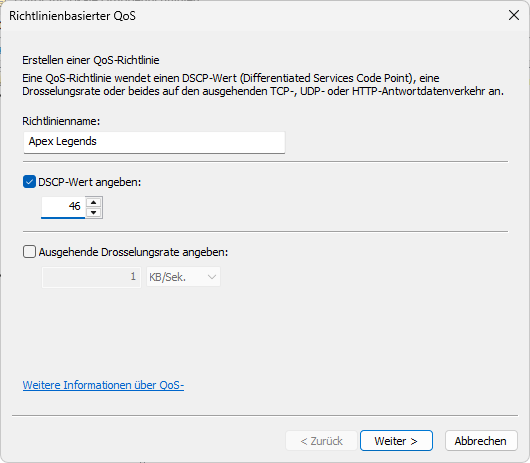 Richtlinienbasierter QoS
Erstellen einer QoS-Richtlinie
Eine QoS-Richtlinie wendet einen DSCP-Wert (Differentiated Services Code Point), eine
Drosselungsrate oder beides auf den ausgehenden TCP-, UDP- oder HTTP-Antwortdatenverkehr an.
Richtlinienname:
Apex Legends
DSCP-Wert angeben:
46
Ausgehende Drosselungsrate angeben:
1 KB/Sek.
Weitere Informationen über QoS-
< Zurück Weiter > Abbrechen